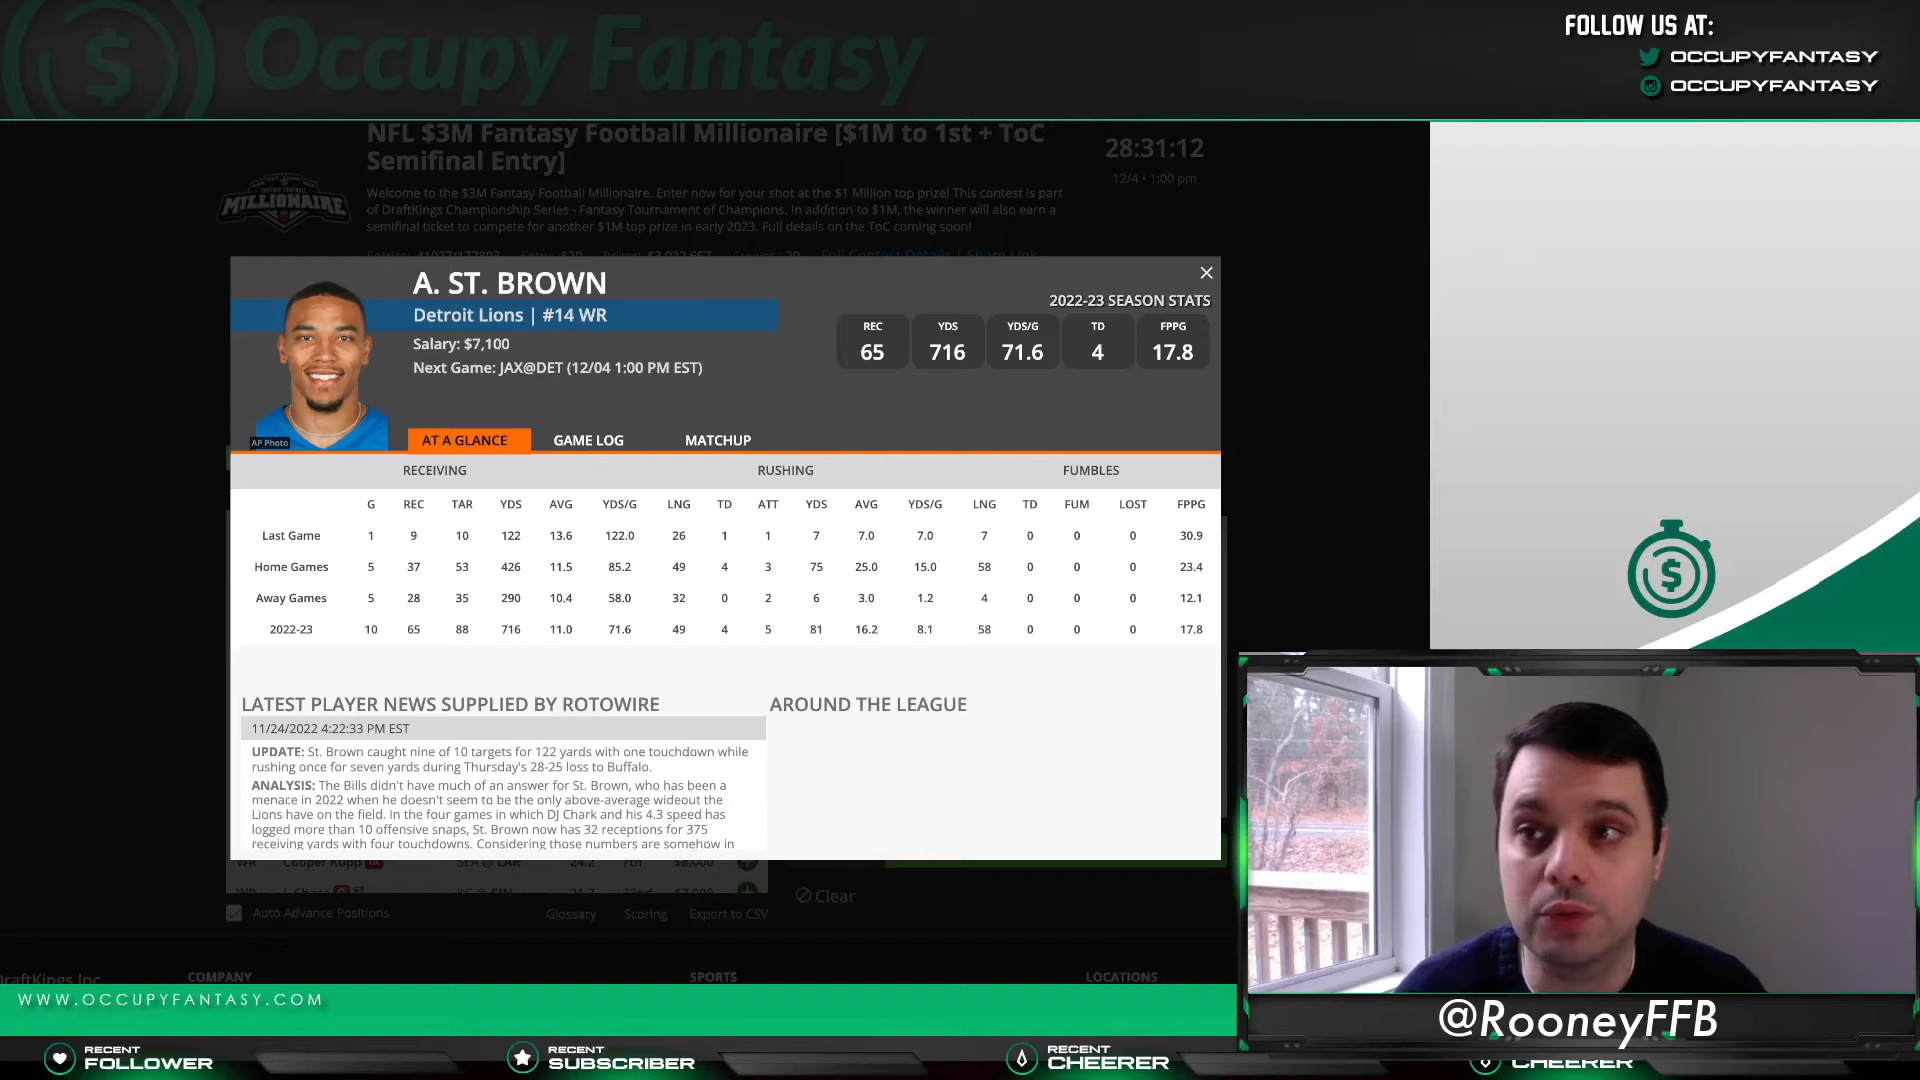 Occupy Fantasy
FOLLOW US AT:
OCCUPYFANTASY
OCCUPYFANTASY
NFL $3M Fantasy Football Millionaire [$1M to 1st + ToC
Semifinal Entry]
28:31:12
12/4 • 1:00 pm
MILLIONAIRE
Welcome to the $3M Fantasy Football Millionaire. Enter now for your shot at the $1 Million top prize! This contest is part
of DraftKings Championship Series - Fantasy Tournament of Champions. In addition to $1M, the winner will also earn a
semifinal ticket to compete for another $1M top prize in early 2023. Full details on the ToC coming soon!
A. ST. BROWN
Detroit Lions | #14 WR
Salary: $7,100
Next Game: JAX@DET (12/04 1:00 PM EST)
AP Photo
2022-23 SEASON STATS
REC YDS YDS/G TD FPPG
65 716 71.6 4 17.8
AT A GLANCE GAME LOG MATCHUP
RECEIVING RUSHING FUMBLES
G REC TAR YDS AVG YDS/G LNG TD ATT YDS AVG YDS/G LNG TD FUM LOST FPPG
Last Game 1 9 10 122 13.6 122.0 26 1 1 7 7.0 7.0 7 0 0 0 30.9
Home Games 5 37 53 426 11.5 85.2 49 4 3 75 25.0 15.0 58 0 0 0 23.4
Away Games 5 28 35 290 10.4 58.0 32 0 2 6 3.0 1.2 4 0 0 0 12.1
2022-23 10 65 88 716 11.0 71.6 49 4 5 81 16.2 8.1 58 0 0 0 17.8
LATEST PLAYER NEWS SUPPLIED BY ROTOWIRE
AROUND THE LEAGUE
11/24/2022 4:22:33 PM EST
UPDATE: St. Brown caught nine of 10 targets for 122 yards with one touchdown while
rushing once for seven yards during Thursday's 28-25 loss to Buffalo.
ANALYSIS: The Bills didn't have much of an answer for St. Brown, who has been a
menace in 2022 when he doesn't seem to be the only above-average wideout the
Lions have on the field. In the four games in which DJ Chark and his 4.3 speed has
logged more than 10 offensive snaps, St. Brown now has 32 receptions for 375
receiving yards with four touchdowns. Considering those numbers are somehow in
WR Cooper Kupp SEA @ LAR 24.2 7th $8,000
Clear
Auto Advance Positions
Glossary Scoring Export to CSV
DraftKings Inc
COMPANY SPORTS LOCATIONS
WWW.OCCUPYFANTASY.COM
@RooneyFFB
RECENT
FOLLOWER
RECENT
SUBSCRIBER
RECENT
CHEERER
CHEERER